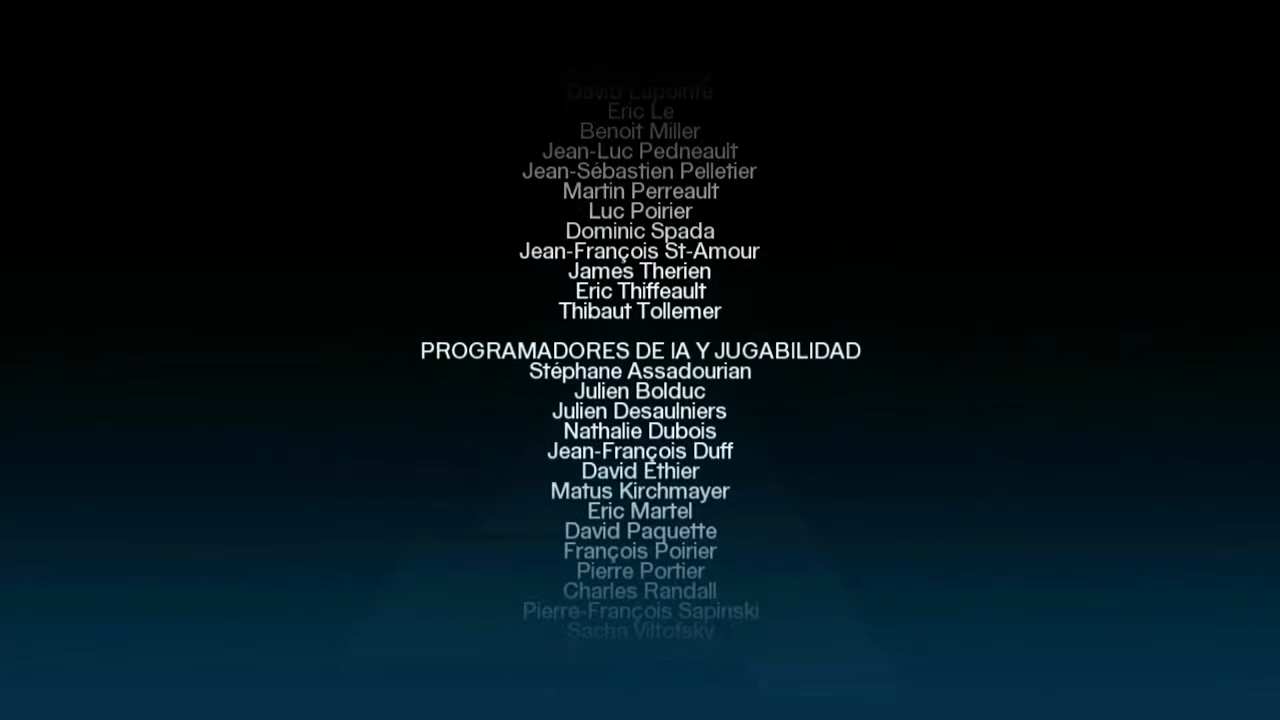 David Lapointe
Eric Le
Benoit Miller
Jean-Luc Pedneault
Jean-Sébastien Pelletier
Martin Perreault
Luc Poirier
Dominic Spada
Jean-François St-Amour
James Therien
Eric Thiffeault
Thibaut Tollemer
PROGRAMADORES DE IA Y JUGABILIDAD
Stéphane Assadourian
Julien Bolduc
Julien Desaulniers
Nathalie Dubois
Jean-François Duff
David Ethier
Matus Kirchmayer
Eric Martel
David Paquette
François Poirier
Pierre Portier
Charles Randall
Pierre-François Sapinski
Sacha Viltofsky